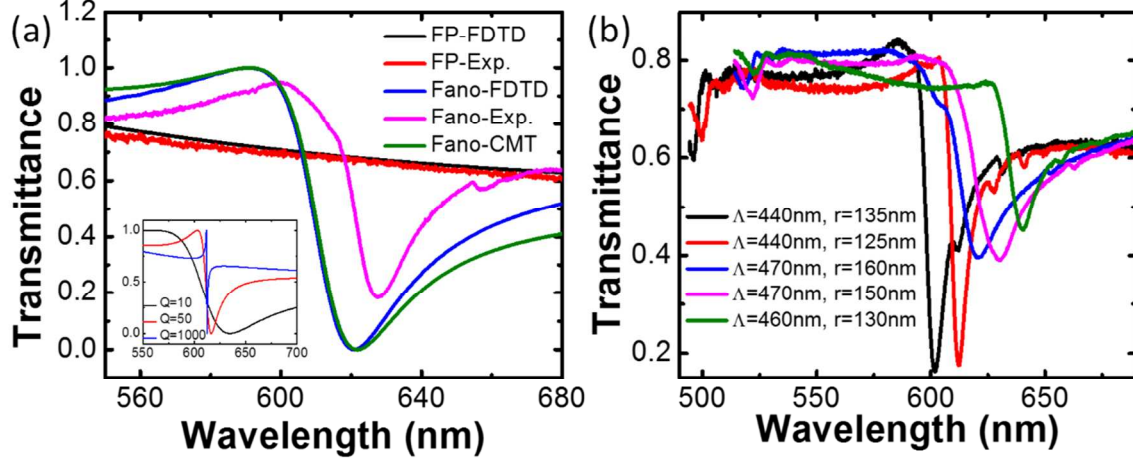 (a)
Transmittance
1.2
1.0
0.8
0.6
0.4
0.2
0.0
FP-FDTD
FP-Exp.
Fano-FDTD
Fano-Exp.
Fano-CMT
1.0
0.5
0.0
Q=10
Q=50
Q=1000
550 600 650 700
560 600 640 680
Wavelength (nm)
(b)
Transmittance
0.8
0.6
0.4
0.2
Λ=440nm, r=135nm
Λ=440nm, r=125nm
Λ=470nm, r=160nm
Λ=470nm, r=150nm
Λ=460nm, r=130nm
500 550 600 650
Wavelength (nm)